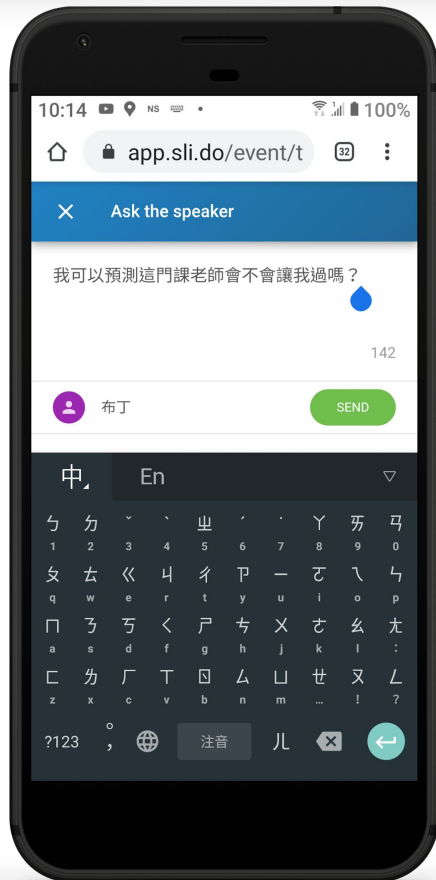 10:14 NS 100%
app.sli.do/event/t 32
Ask the speaker
我可以預測這門課老師會不會讓我過嗎？
142
布丁 SEND
中 En
ㄅ ㄉ ˇ ˋ ㄓ ˊ ˙ ㄚ ㄞ ㄢ
1 2 3 4 5 6 7 8 9 0
ㄆ ㄊ ㄍ ㄐ ㄔ ㄗ ㄧ ㄛ ㄟ ㄣ
q w e r t y u i o p
ㄇ ㄋ ㄎ ㄑ ㄕ ㄘ ㄨ ㄜ ㄠ ㄤ
a s d f g h j k l :
ㄈ ㄌ ㄏ ㄒ ㄖ ㄙ ㄩ ㄝ ㄡ ㄥ
z x c v b n m … ! ?
?123 °, 注音 ㄦ